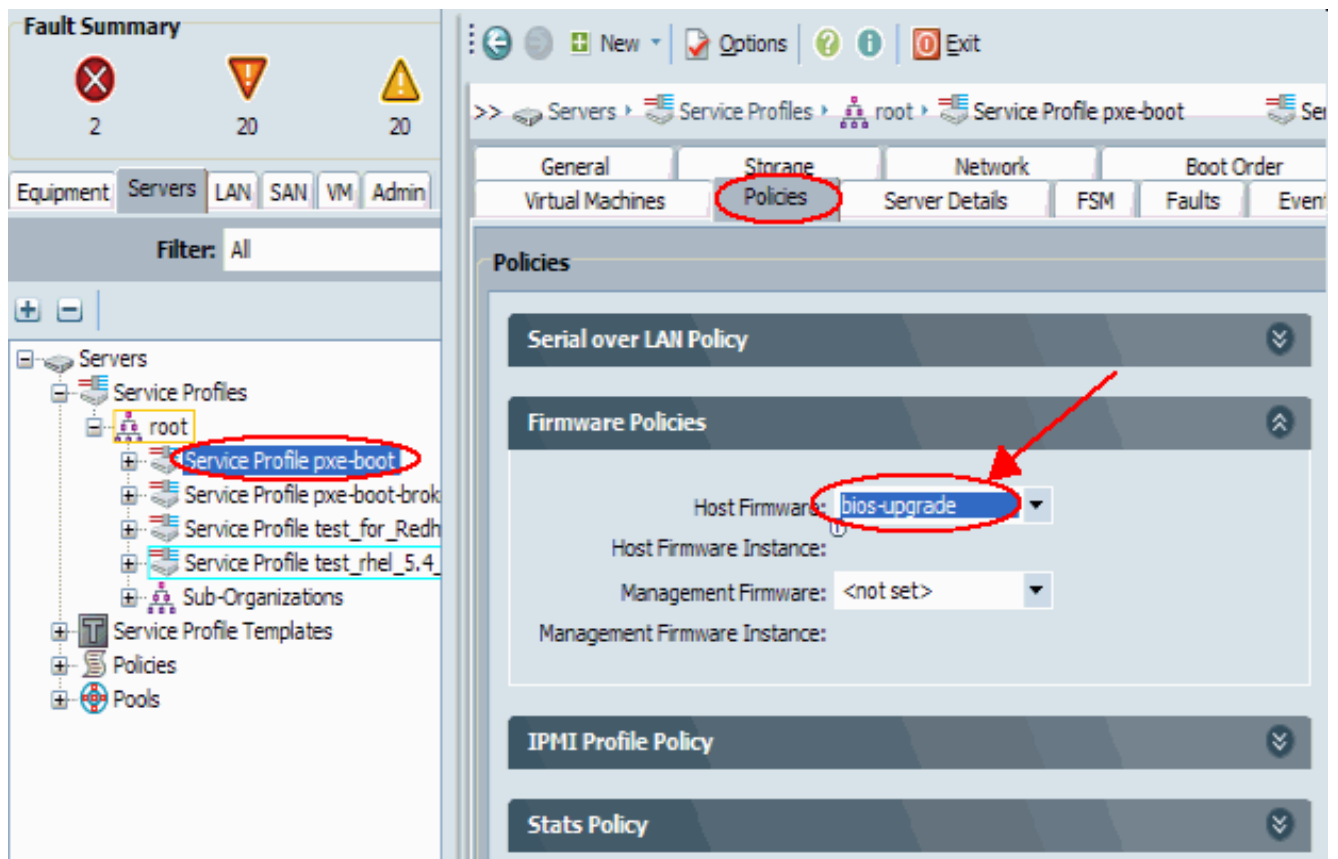 Fault Summary
2 20 20
Equipment Servers LAN SAN VM Admin
Filter: All
Servers
Service Profiles
root
Service Profile pxe-boot
Service Profile pxe-boot-brok
Service Profile test_for_Redh
Service Profile test_rhel_5.4_
Sub-Organizations
Service Profile Templates
Policies
Pools
New Options Exit
>> Servers Service Profiles root Service Profile pxe-boot Ser
General Storage Network Boot Order
Virtual Machines Policies Server Details FSM Faults Even
Policies
Serial over LAN Policy
Firmware Policies
Host Firmware: bios-upgrade
Host Firmware Instance:
Management Firmware: <not set>
Management Firmware Instance:
IPMI Profile Policy
Stats Policy